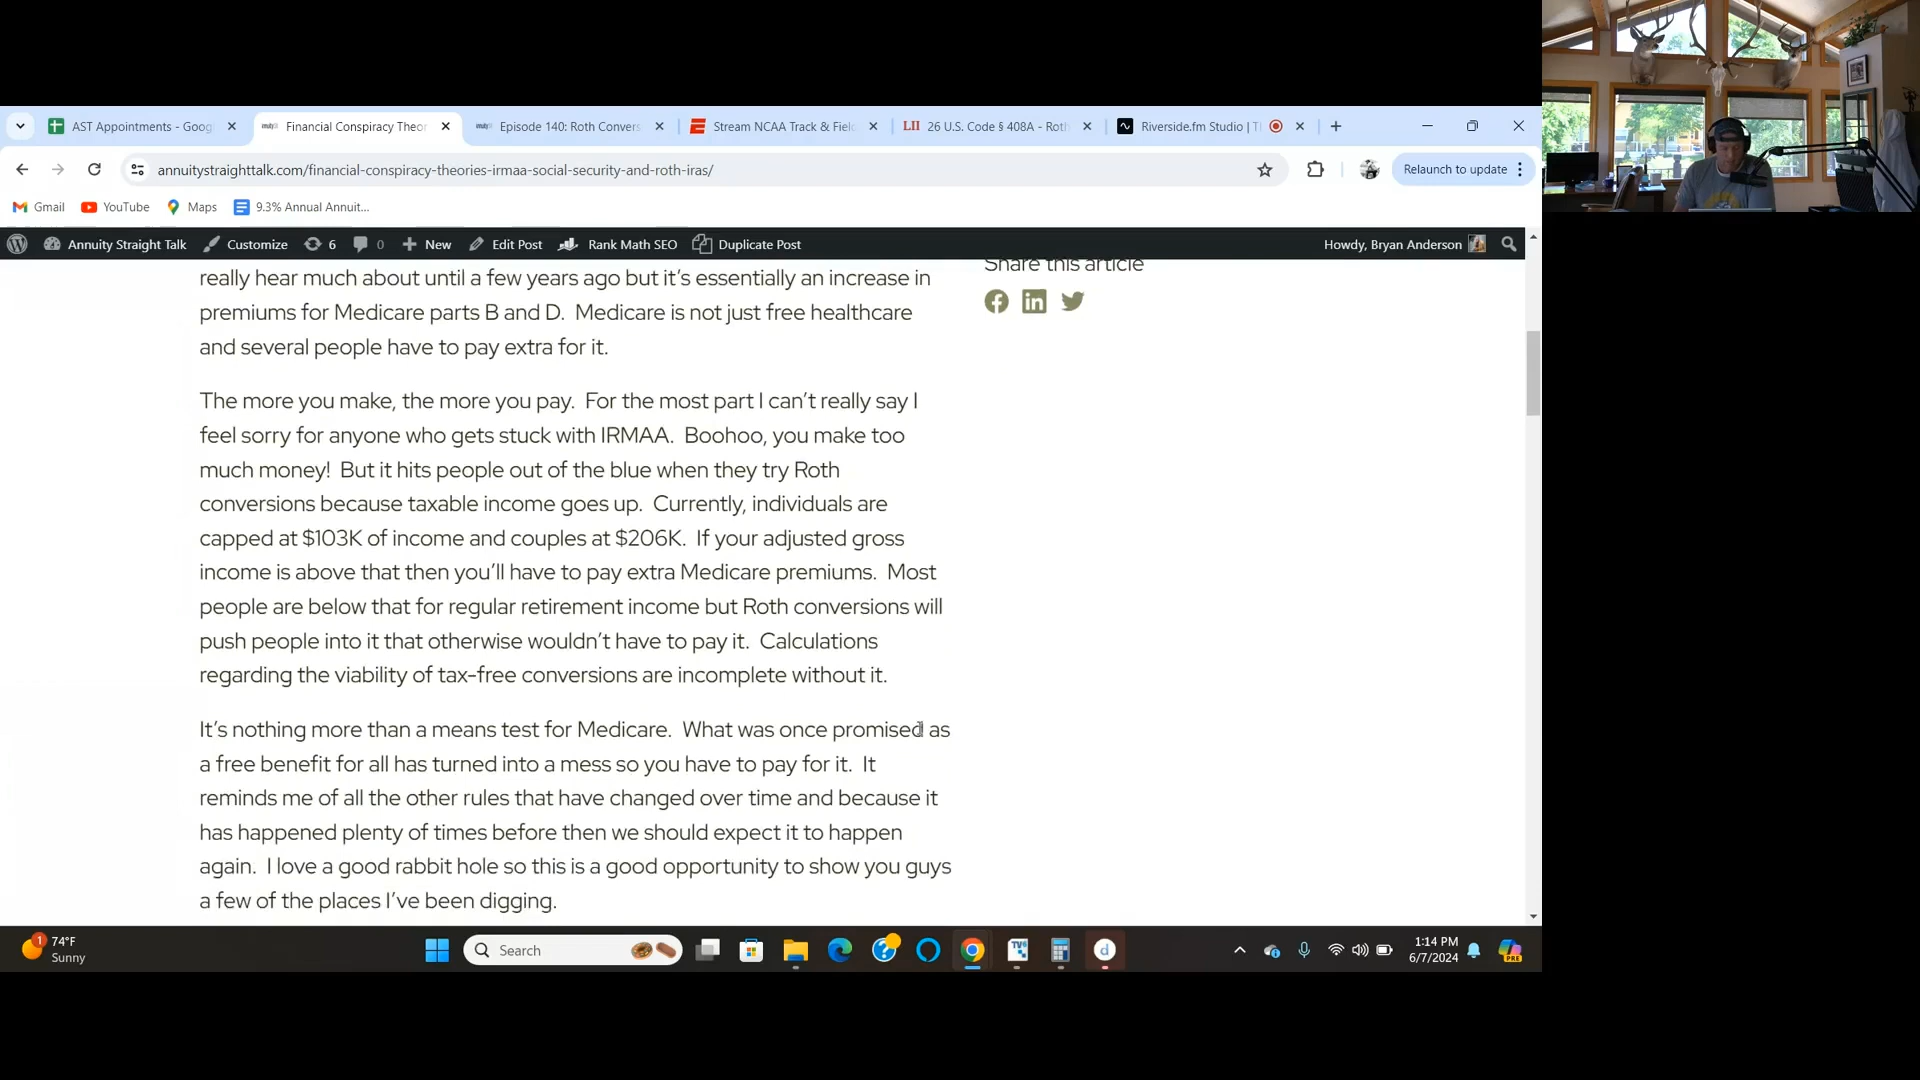 AST Appointments - Goog
Financial Conspiracy Theor
Episode 140: Roth Convers
Stream NCAA Track & Fiel
LII 26 U.S. Code § 408A - Roth
Riverside.fm Studio | T
annuitystraighttalk.com/financial-conspiracy-theories-irmaa-social-security-and-roth-iras/
Relaunch to update
Gmail
YouTube
Maps
9.3% Annual Annuit...
Annuity Straight Talk
Customize
6
0
New
Edit Post
Rank Math SEO
Duplicate Post
Howdy, Bryan Anderson
really hear much about until a few years ago but it’s essentially an increase in
premiums for Medicare parts B and D.  Medicare is not just free healthcare
and several people have to pay extra for it.
The more you make, the more you pay.  For the most part I can’t really say I
feel sorry for anyone who gets stuck with IRMAA.  Boohoo, you make too
much money!  But it hits people out of the blue when they try Roth
conversions because taxable income goes up.  Currently, individuals are
capped at $103K of income and couples at $206K.  If your adjusted gross
income is above that then you’ll have to pay extra Medicare premiums.  Most
people are below that for regular retirement income but Roth conversions will
push people into it that otherwise wouldn’t have to pay it.  Calculations
regarding the viability of tax-free conversions are incomplete without it.
It’s nothing more than a means test for Medicare.  What was once promised as
a free benefit for all has turned into a mess so you have to pay for it.  It
reminds me of all the other rules that have changed over time and because it
has happened plenty of times before then we should expect it to happen
again.  I love a good rabbit hole so this is a good opportunity to show you guys
a few of the places I’ve been digging.
Share this article
1
74°F
Sunny
Search
1:14 PM
6/7/2024
PRE